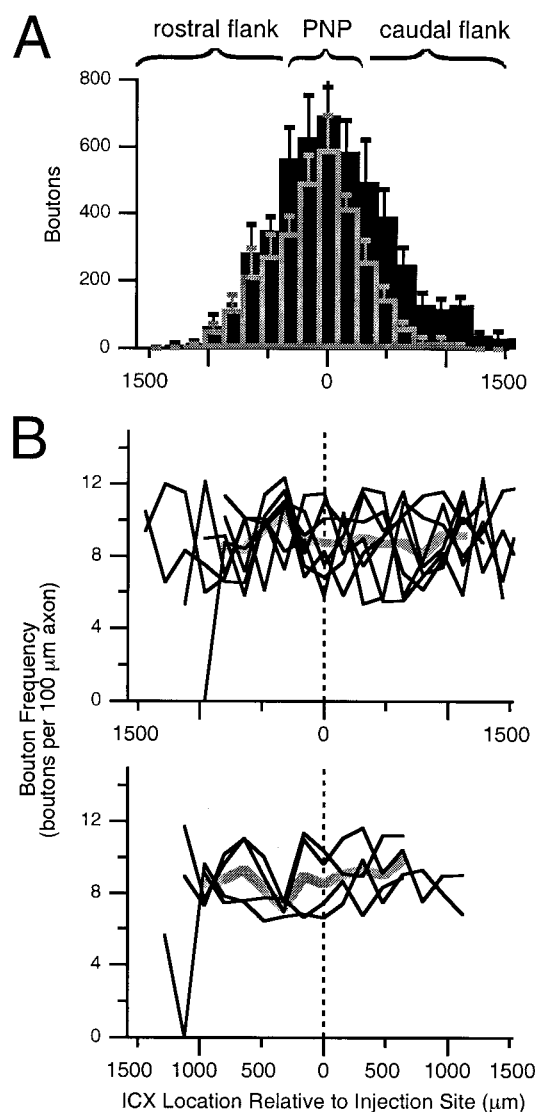 A
rostral flank PNP caudal flank
800
600
400
200
0
Boutons
1500 0 1500
B
12
8
4
0
1500 0 1500
Bouton Frequency
(boutons per 100 μm axon)
12
8
4
0
1500 1000 500 0 500 1000 1500
ICX Location Relative to Injection Site (μm)